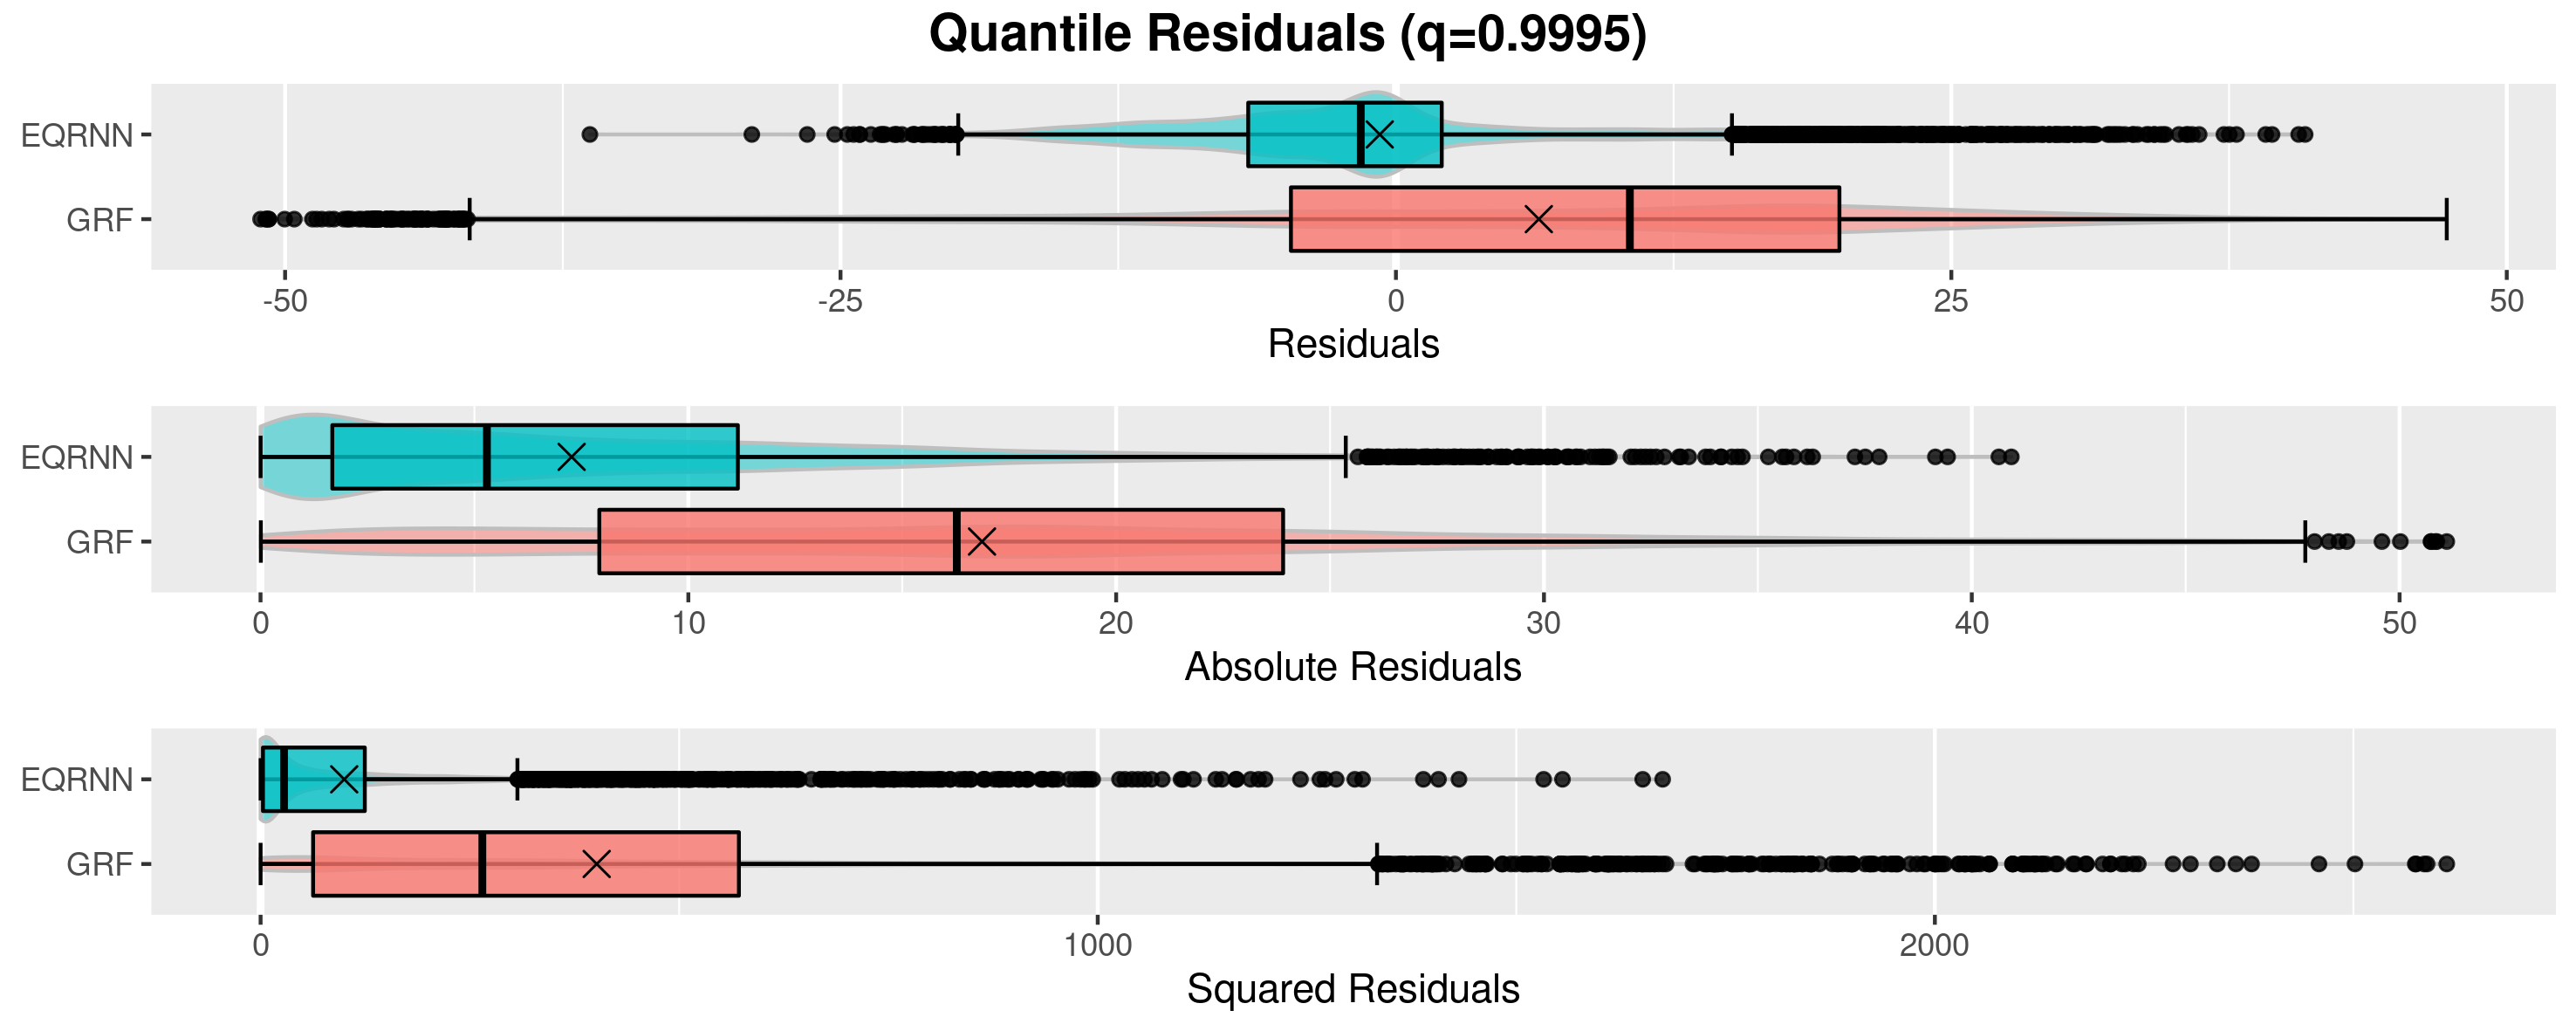 Quantile Residuals (q=0.9995)
EQRNN
GRF
-50 -25 0 25 50
Residuals
EQRNN
GRF
0 10 20 30 40 50
Absolute Residuals
EQRNN
GRF
0 1000 2000
Squared Residuals